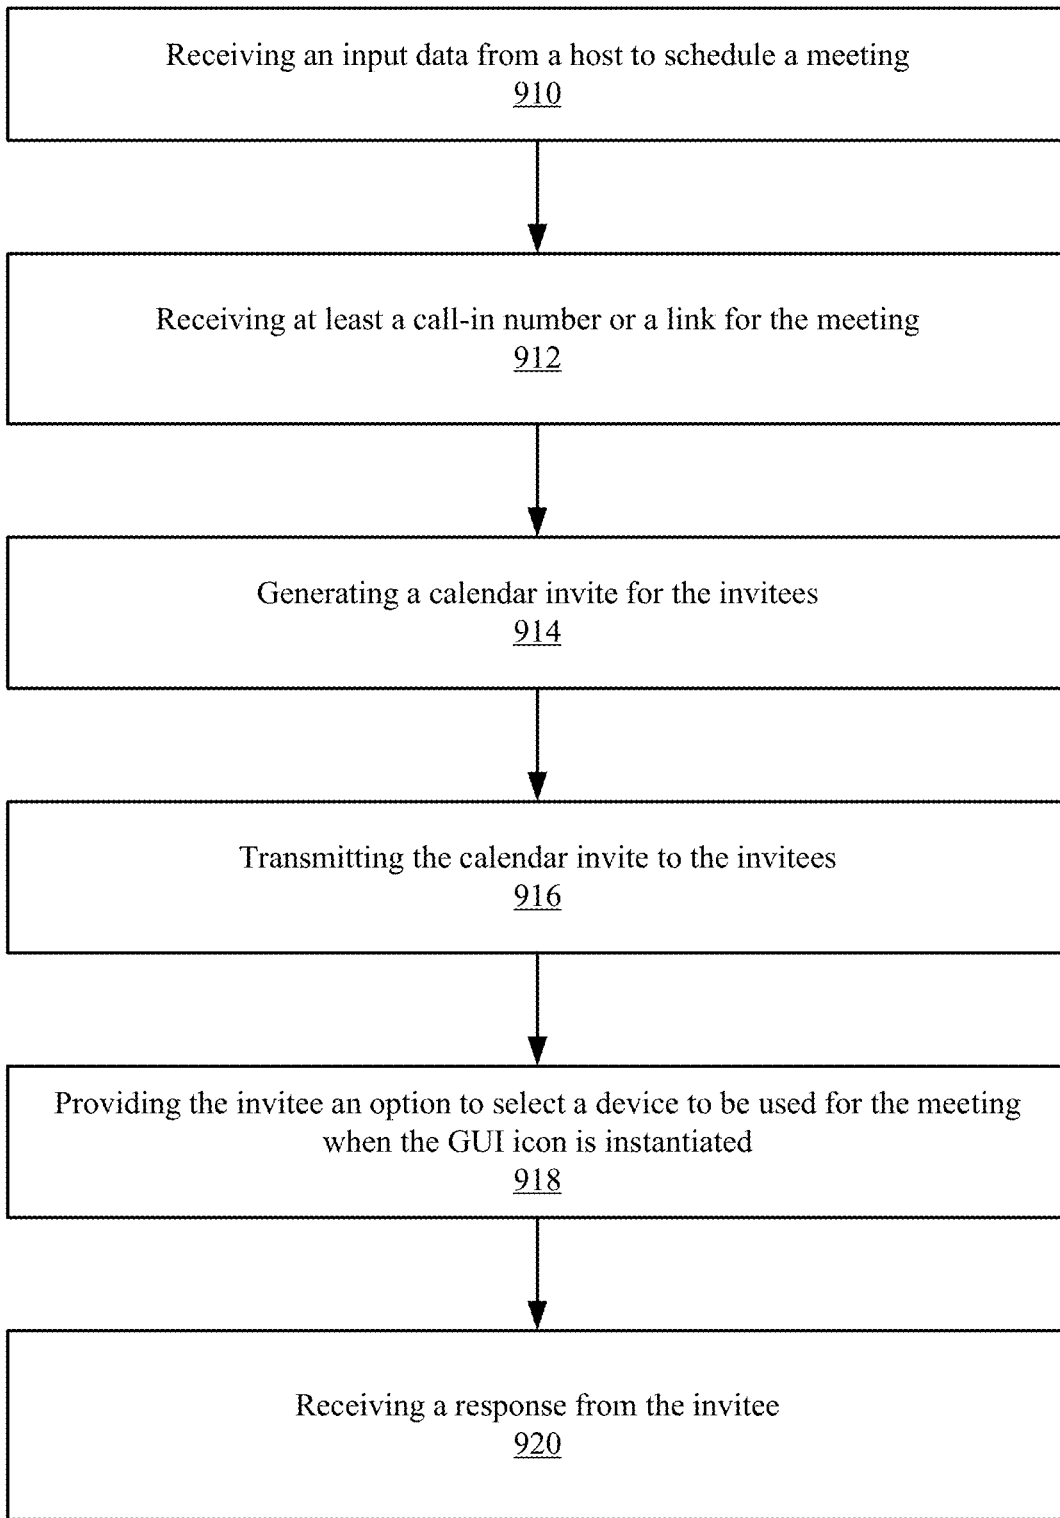 Receiving an input data from a host to schedule a meeting
910
Receiving at least a call-in number or a link for the meeting
912
Generating a calendar invite for the invitees
914
Transmitting the calendar invite to the invitees
916
Providing the invitee an option to select a device to be used for the meeting
when the GUI icon is instantiated
918
Receiving a response from the invitee
920